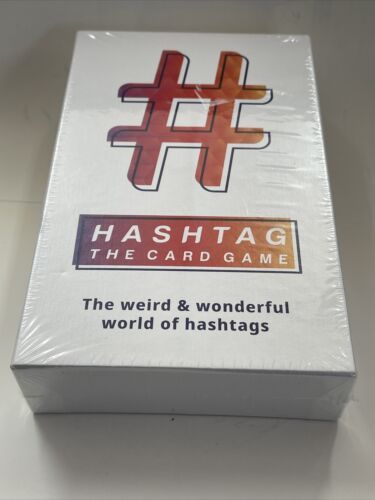 #
HASHTAG
THE CARD GAME
The weird & wonderful
world of hashtags